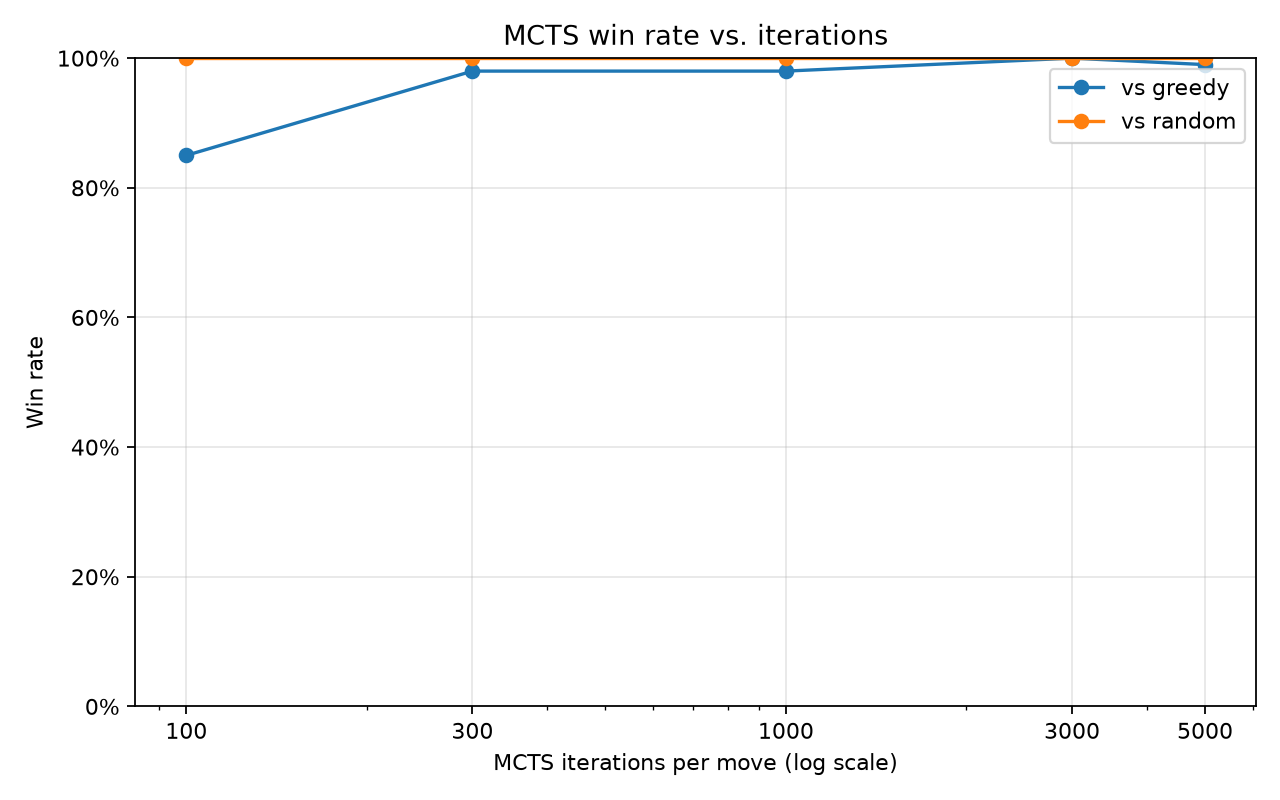 MCTS win rate vs. iterations
100%
80%
60%
40%
20%
0%
Win rate
vs greedy
vs random
100 300 1000 3000 5000
MCTS iterations per move (log scale)